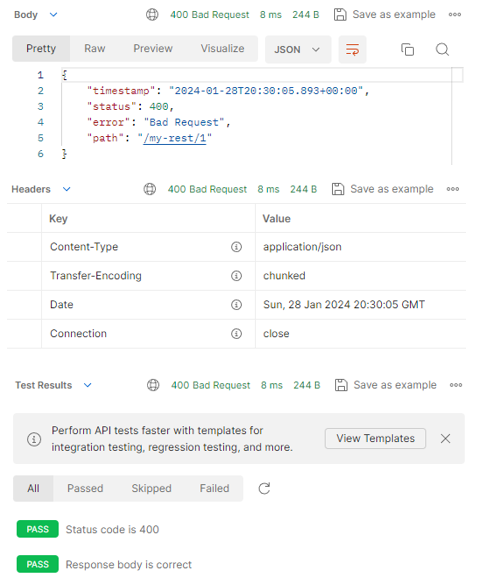 Body 400 Bad Request 8 ms 244 B Save as example
Pretty Raw Preview Visualize JSON
1 {
2 "timestamp": "2024-01-28T20:30:05.893+00:00",
3 "status": 400,
4 "error": "Bad Request",
5 "path": "/my-rest/1"
6 }
Headers 400 Bad Request 8 ms 244 B Save as example
Key Value
Content-Type application/json
Transfer-Encoding chunked
Date Sun, 28 Jan 2024 20:30:05 GMT
Connection close
Test Results 400 Bad Request 8 ms 244 B Save as example
Perform API tests faster with templates for
integration testing, regression testing, and more.
View Templates
All Passed Skipped Failed
PASS Status code is 400
PASS Response body is correct